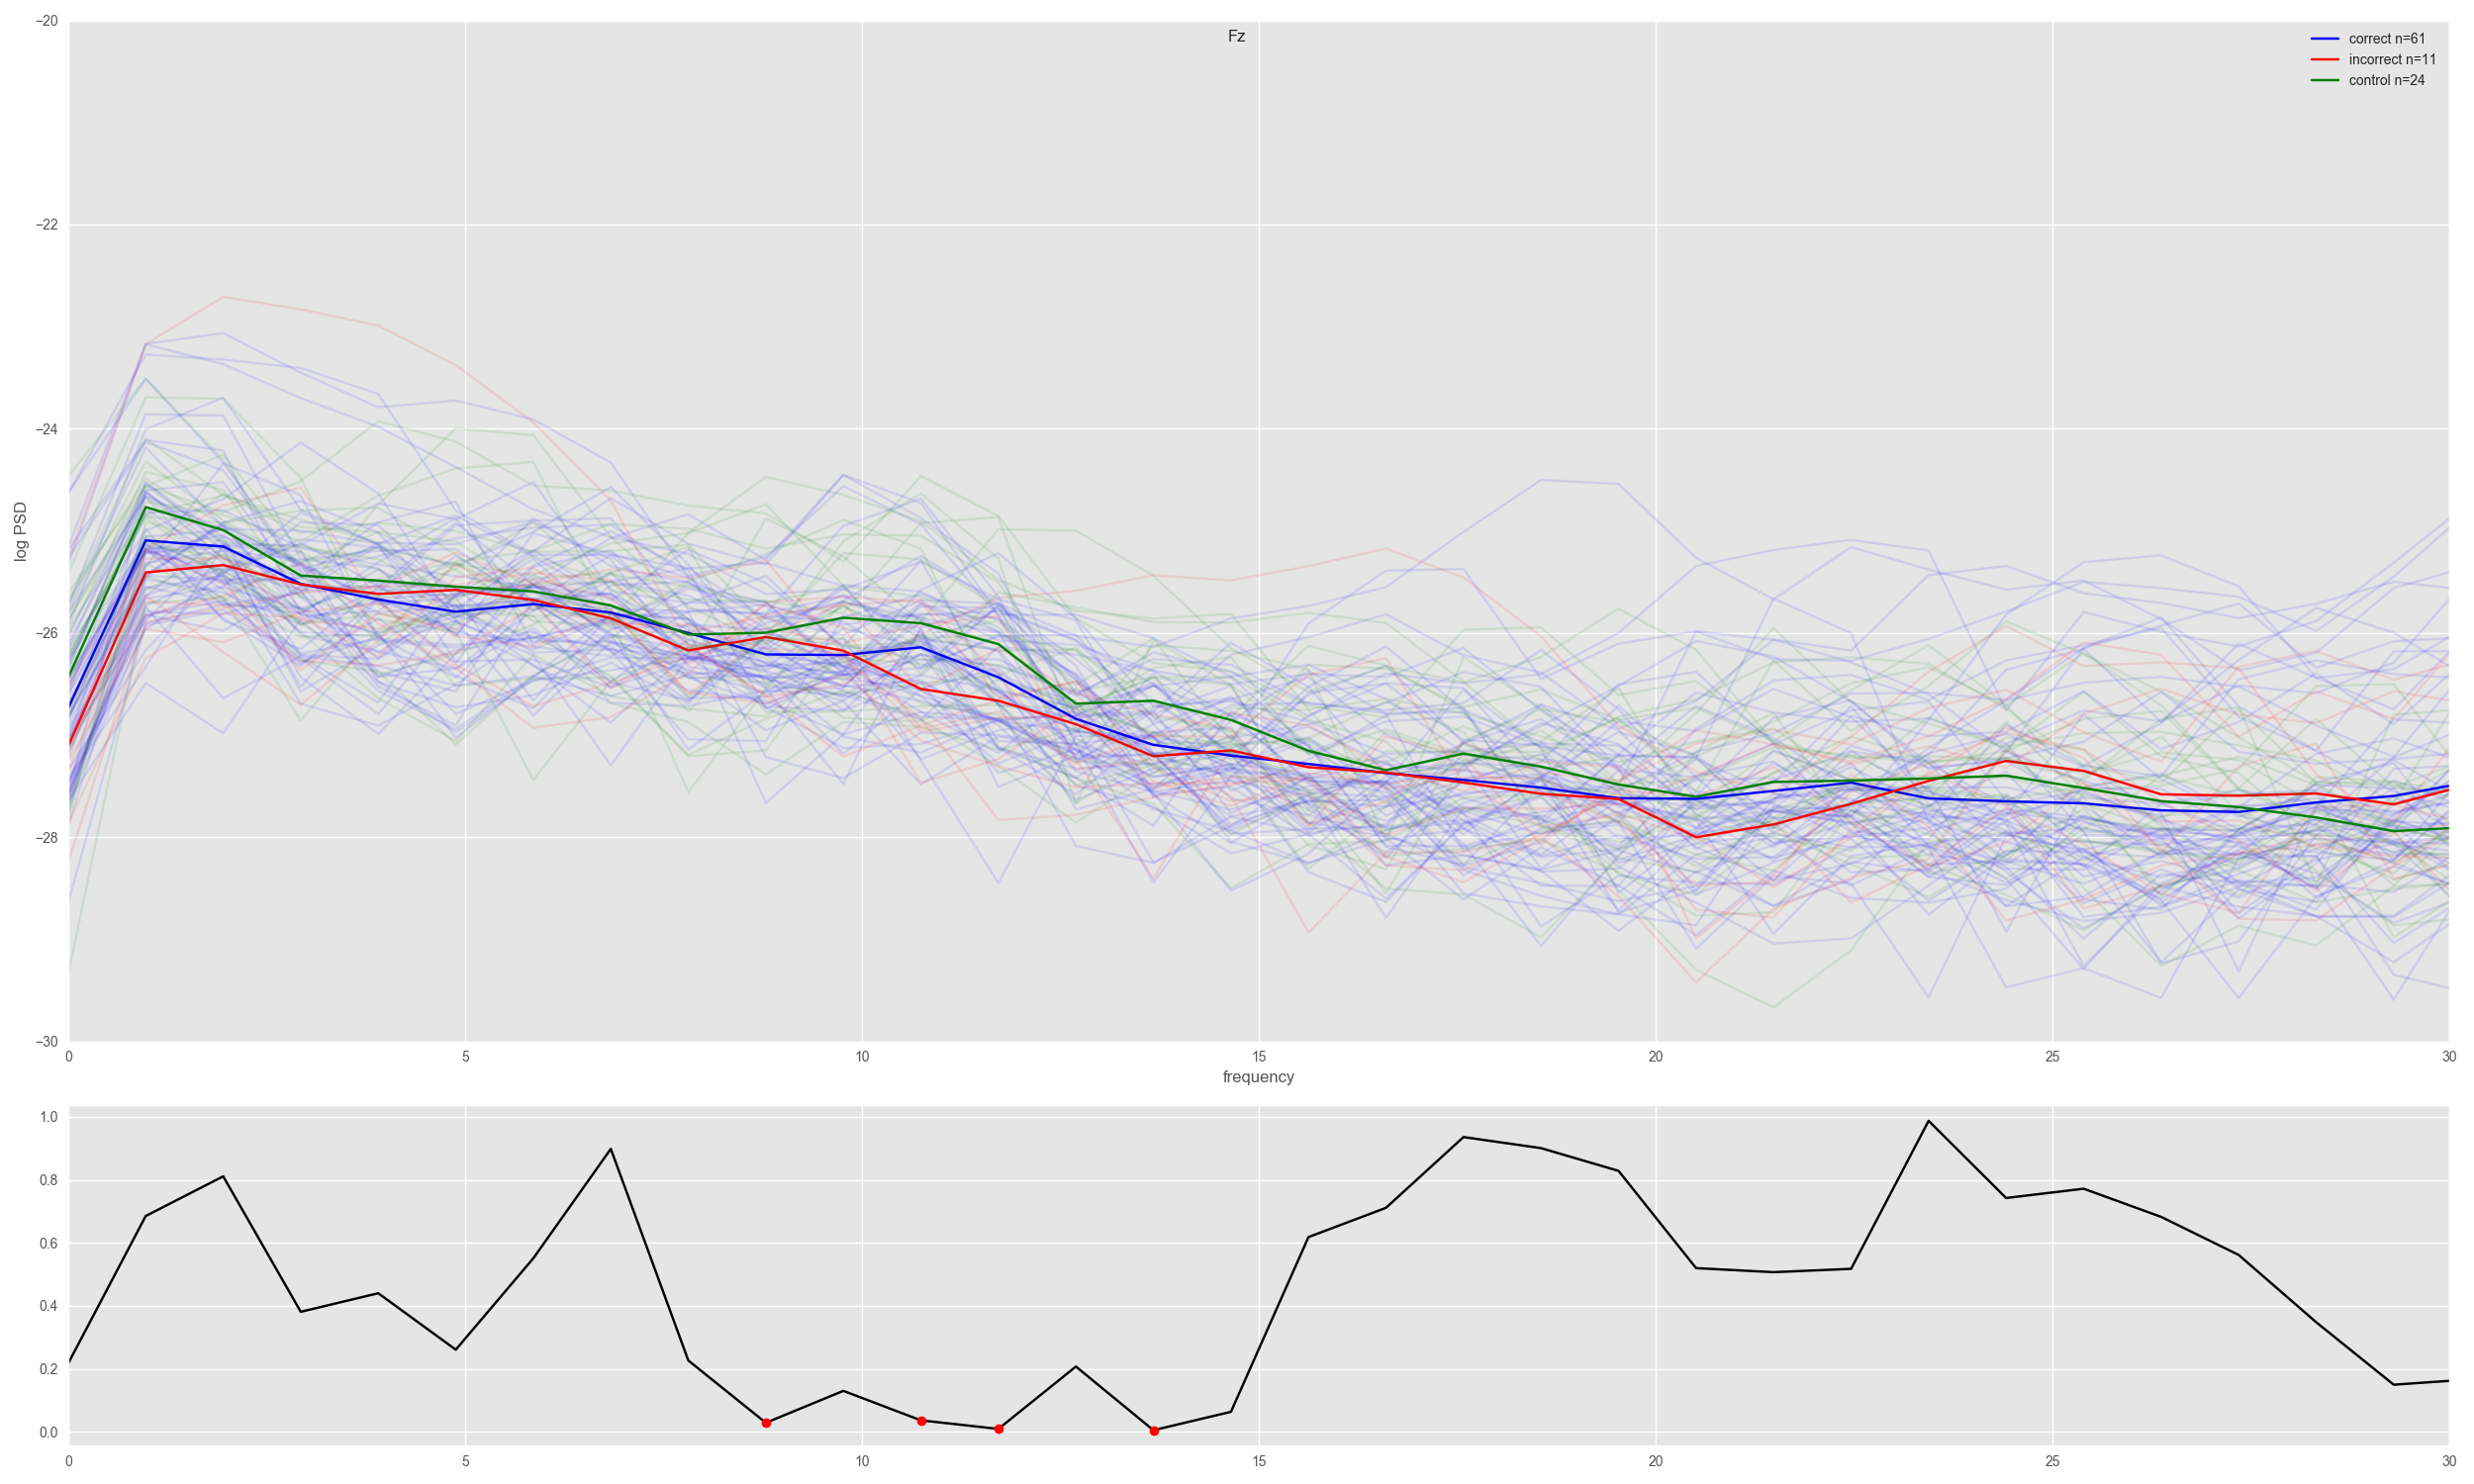 Fz
correct n=61
incorrect n=11
control n=24
−20
−22
−24
−26
−28
−30
log PSD
0 5 10 15 20 25 30
frequency
1.0
0.8
0.6
0.4
0.2
0.0
0 5 10 15 20 25 30